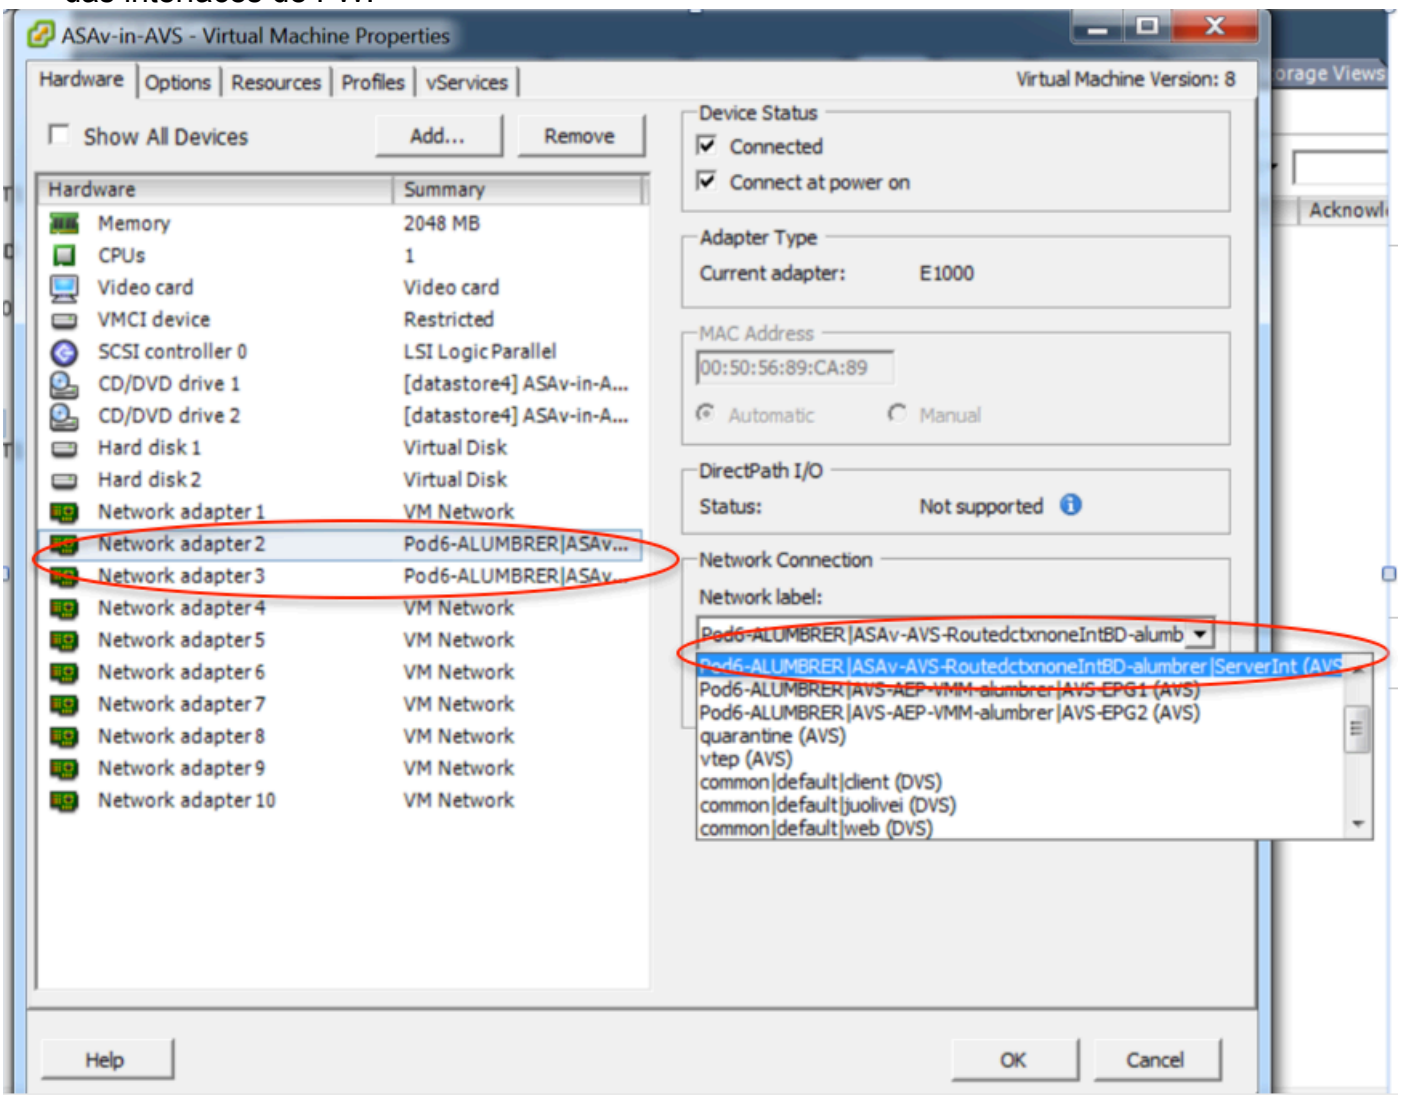 das interfaces do FW.
ASAv-in-AVS - Virtual Machine Properties
Hardware Options Resources Profiles vServices Virtual Machine Version: 8
orage Views
Show All Devices Add... Remove
Hardware Summary
Memory 2048 MB
CPUs 1
Video card Video card
VMCI device Restricted
SCSI controller 0 LSI Logic Parallel
CD/DVD drive 1 [datastore4] ASAv-in-A...
CD/DVD drive 2 [datastore4] ASAv-in-A...
Hard disk 1 Virtual Disk
Hard disk 2 Virtual Disk
Network adapter 1 VM Network
Network adapter 2 Pod6-ALUMBRER|ASAv...
Network adapter 3 Pod6-ALUMBRER|ASAv...
Network adapter 4 VM Network
Network adapter 5 VM Network
Network adapter 6 VM Network
Network adapter 7 VM Network
Network adapter 8 VM Network
Network adapter 9 VM Network
Network adapter 10 VM Network
Device Status
Connected
Connect at power on
Adapter Type
Current adapter: E1000
MAC Address
00:50:56:89:CA:89
Automatic Manual
DirectPath I/O
Status: Not supported
Network Connection
Network label:
Pod6-ALUMBRER|ASAv-AVS-RoutedctxnoneIntBD-alumb
Pod6-ALUMBRER|ASAv-AVS-RoutedctxnoneIntBD-alumbrer|ServerInt (AVS
Pod6-ALUMBRER|AVS-AEP-VMM-alumbrer|AVS-EPG1 (AVS)
Pod6-ALUMBRER|AVS-AEP-VMM-alumbrer|AVS-EPG2 (AVS)
quarantine (AVS)
vtep (AVS)
common|default|client (DVS)
common|default|juolivei (DVS)
common|default|web (DVS)
Acknowl
Help OK Cancel